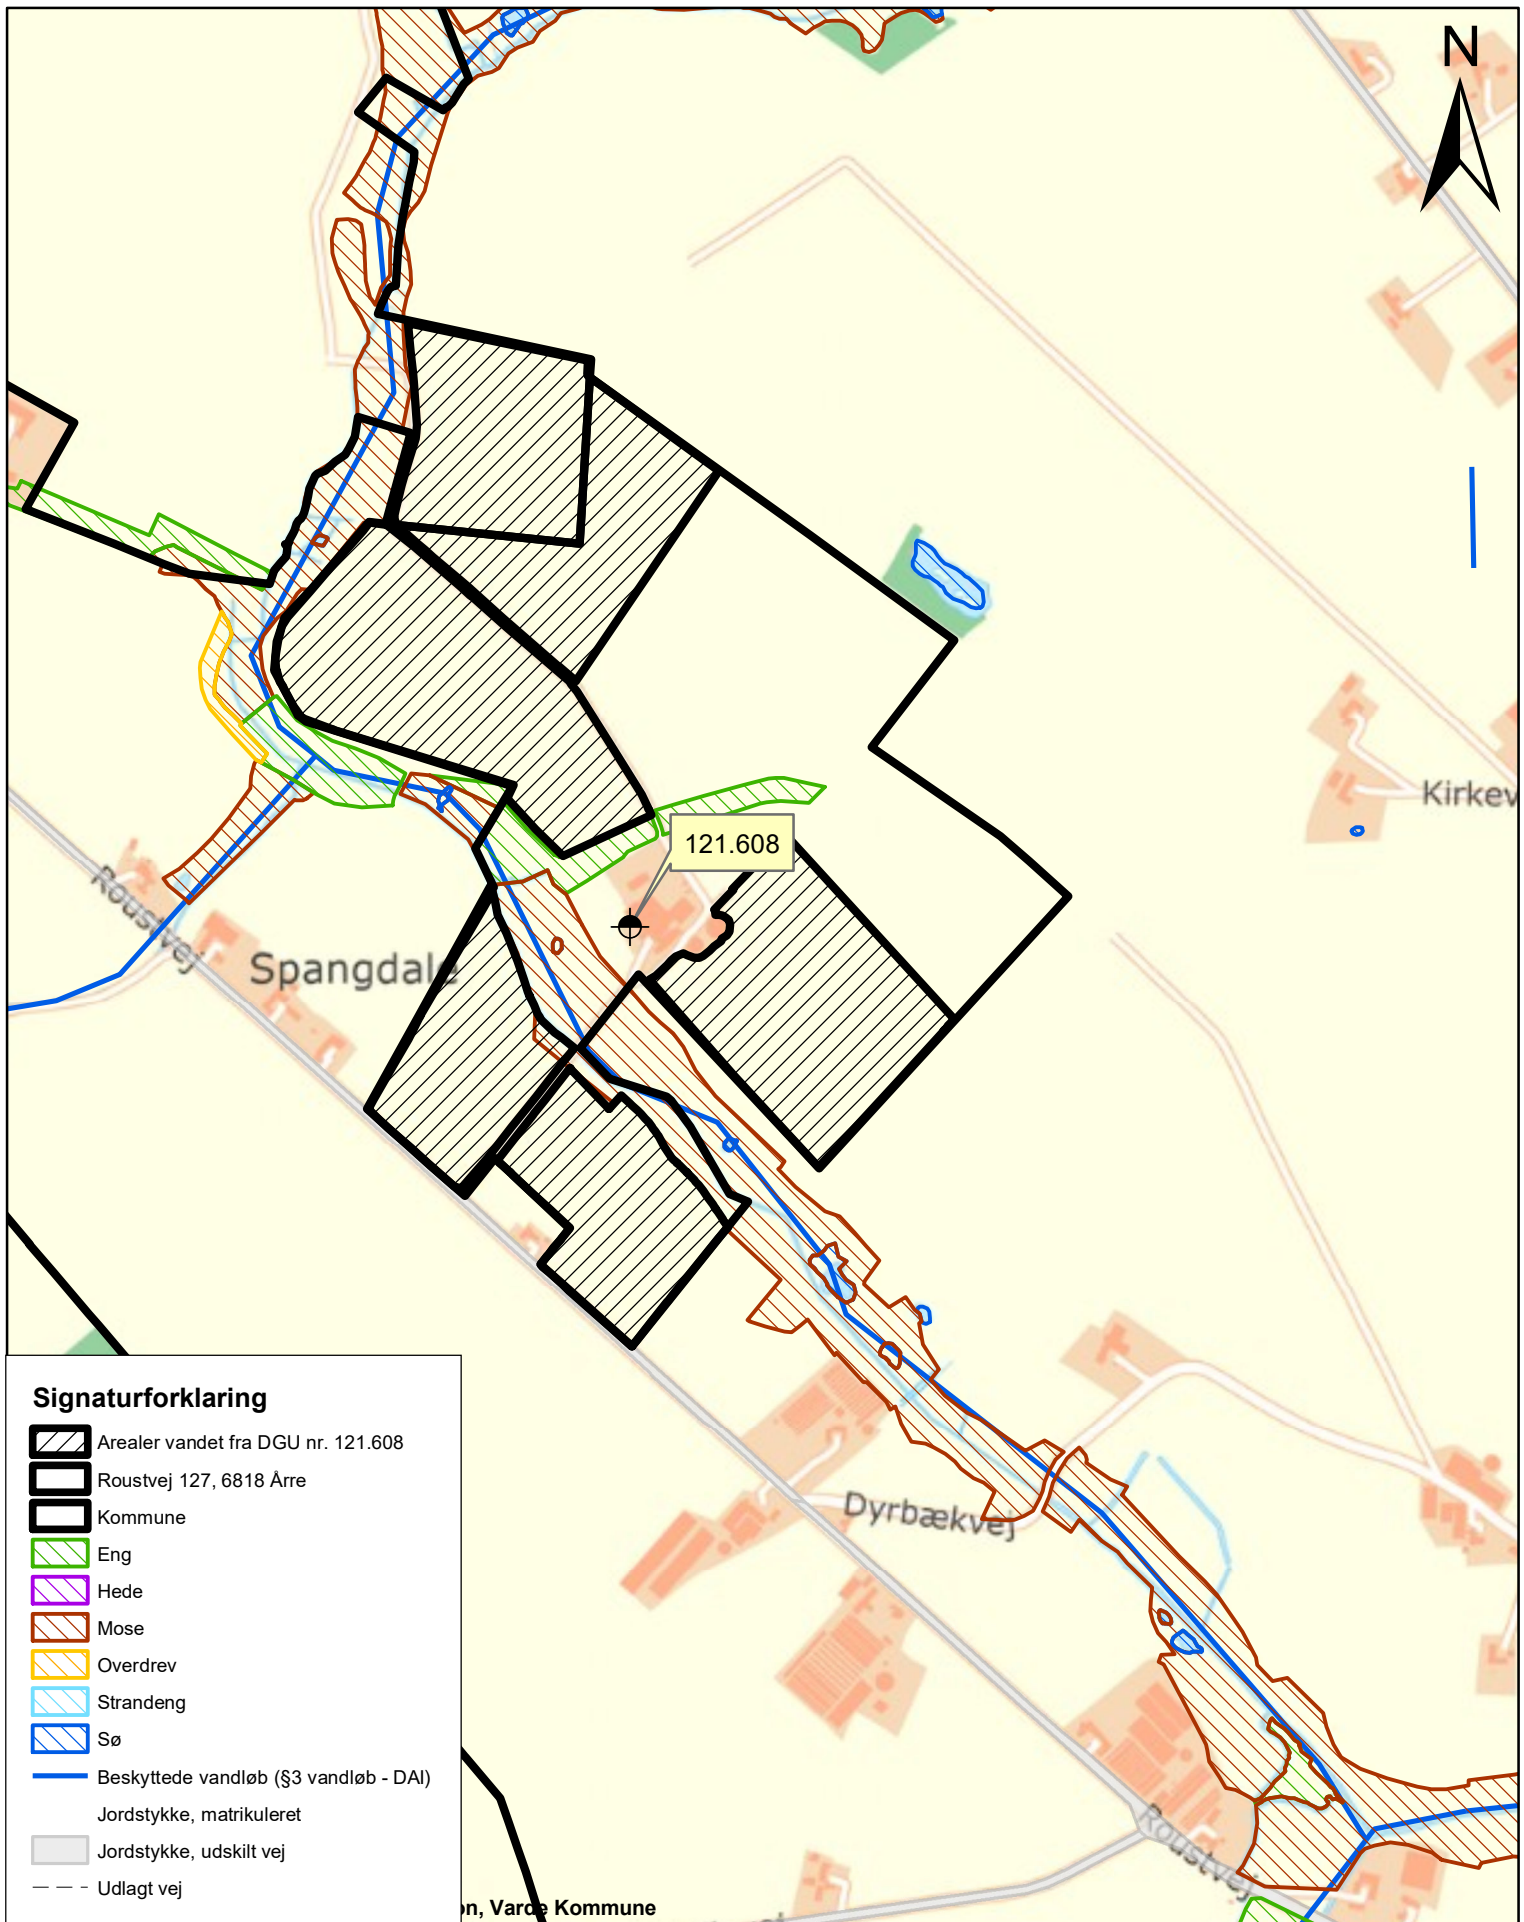 N
Kirkev
121.608
Roustvej
Spangdale
Dyrbækvej
Roustvej
Signaturforklaring
Arealer vandet fra DGU nr. 121.608
Roustvej 127, 6818 Årre
Kommune
Eng
Hede
Mose
Overdrev
Strandeng
Sø
Beskyttede vandløb (§3 vandløb - DAI)
Jordstykke, matrikuleret
Jordstykke, udskilt vej
Udlagt vej
on, Varde Kommune